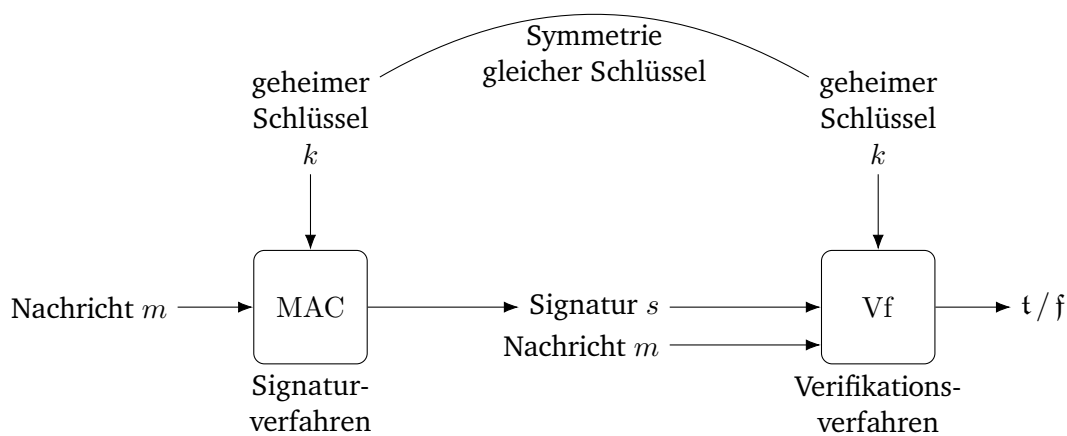 Symmetrie
gleicher Schlüssel
geheimer
Schlüssel
k
geheimer
Schlüssel
k
Nachricht m
MAC
Signatur s
Nachricht m
Vf
𝔱 / 𝔣
Signatur-
verfahren
Verifikations-
verfahren